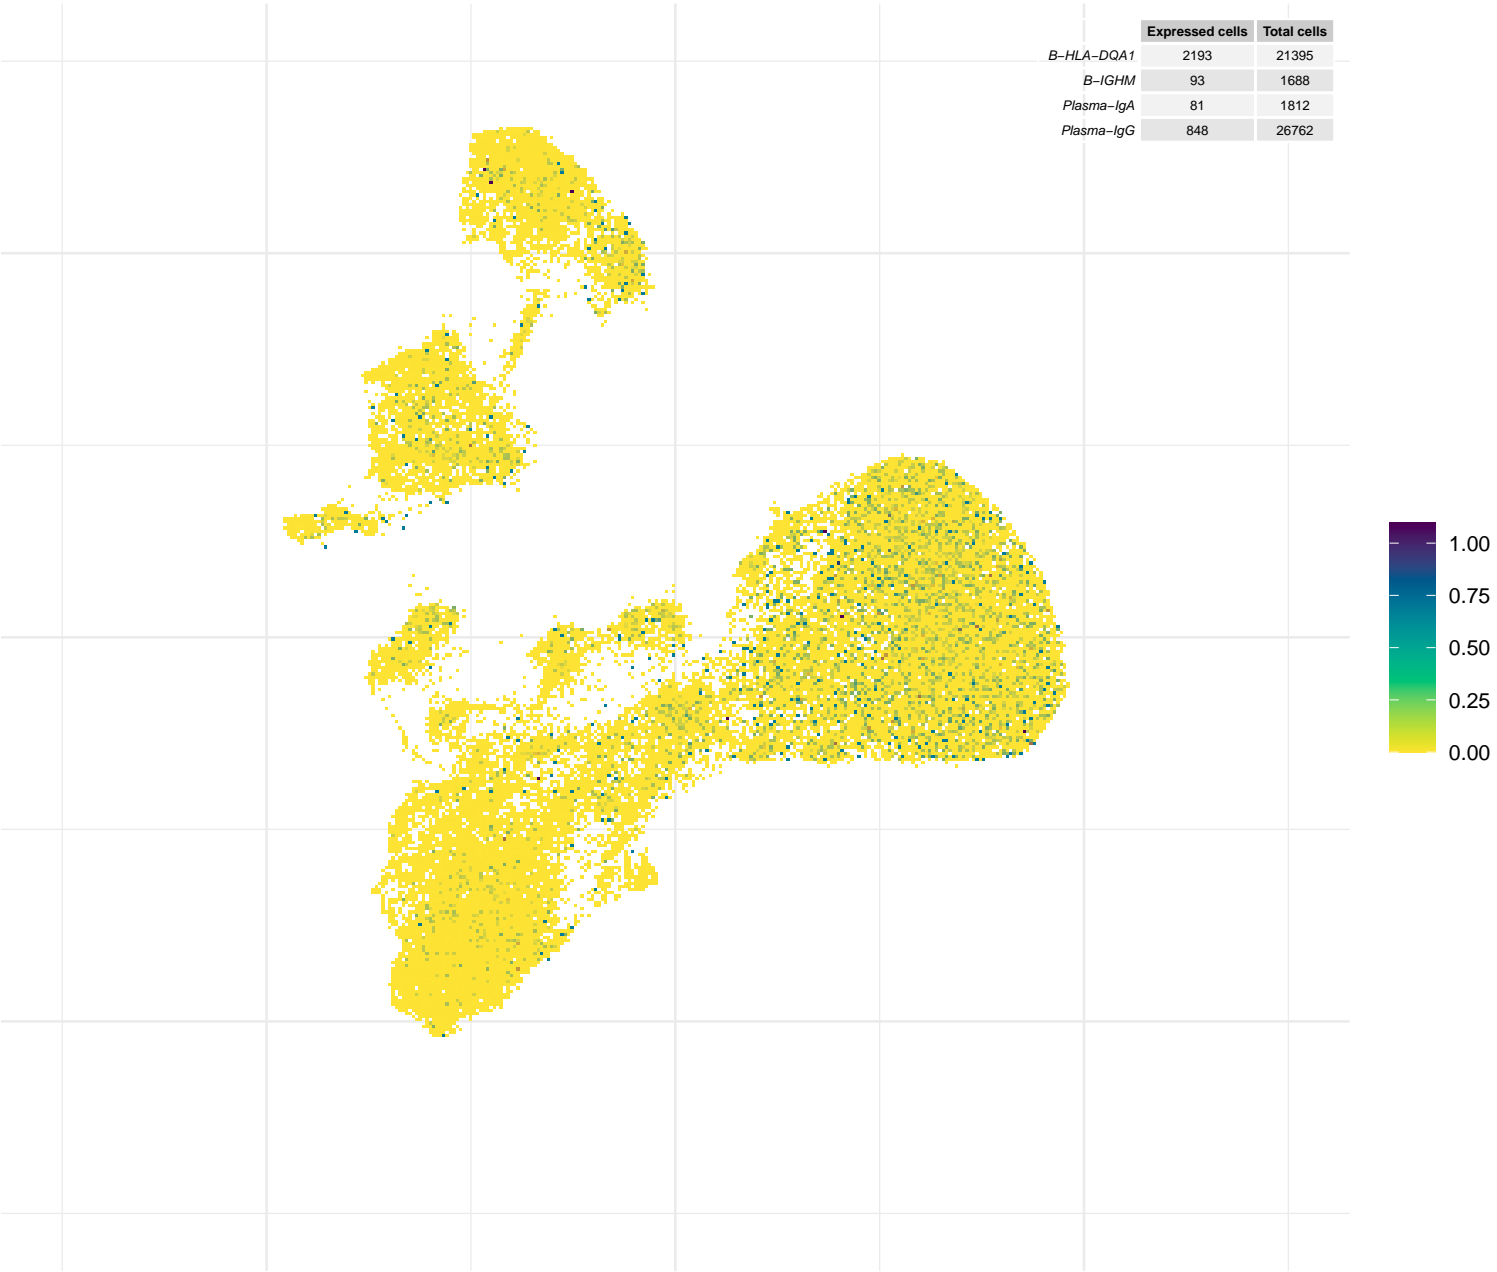 Expressed cells Total cells
B−HLA−DQA1 2193 21395
B−IGHM 93 1688
Plasma−IgA 81 1812
Plasma−IgG 848 26762
1.00
0.75
0.50
0.25
0.00